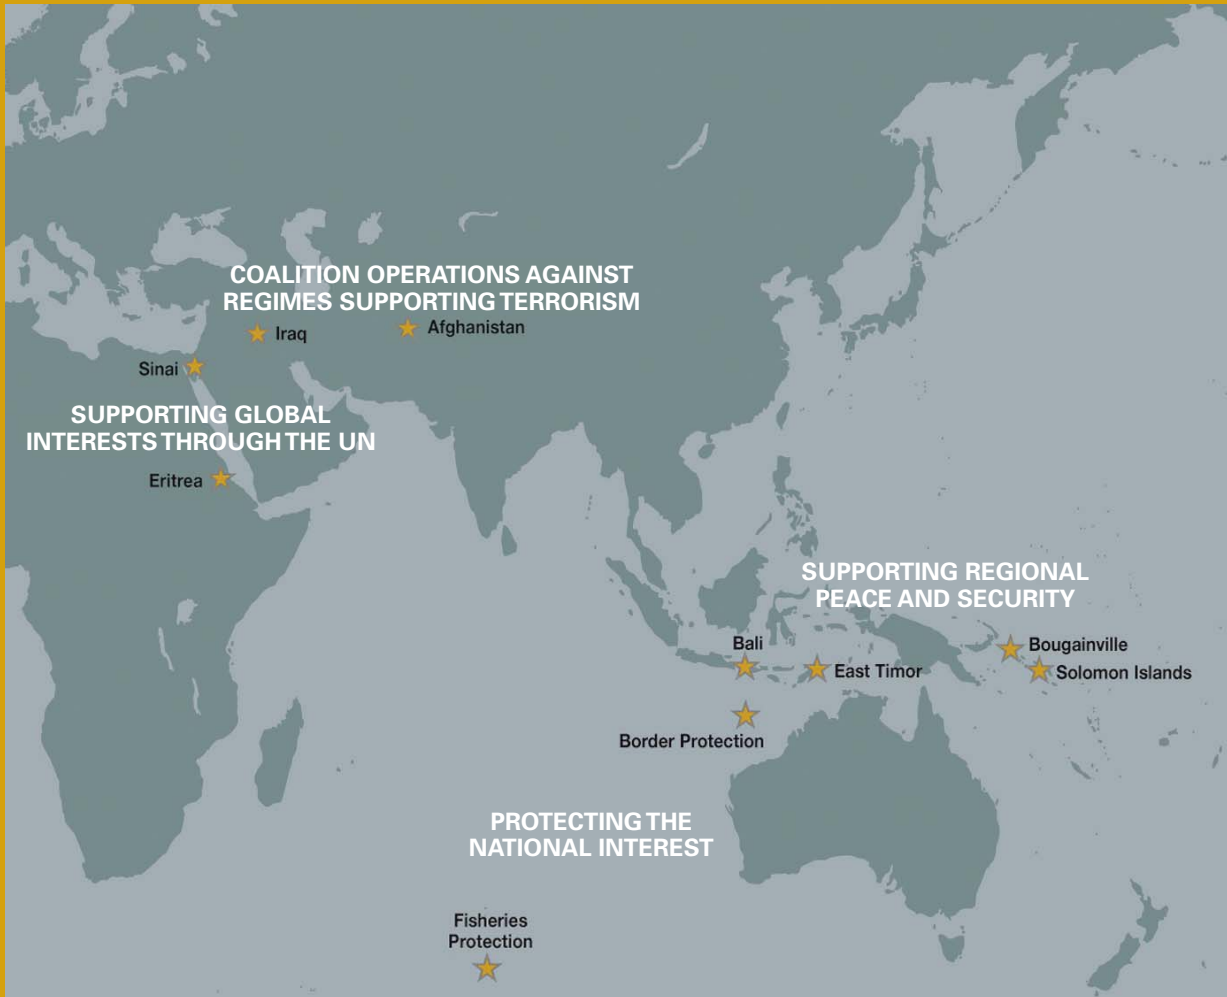 COALITION OPERATIONS AGAINST
REGIMES SUPPORTING TERRORISM
Iraq
Afghanistan
Sinai
SUPPORTING GLOBAL
INTERESTS THROUGH THE UN
Eritrea
SUPPORTING REGIONAL
PEACE AND SECURITY
Bali
Bougainville
East Timor
Solomon Islands
Border Protection
PROTECTING THE
NATIONAL INTEREST
Fisheries
Protection